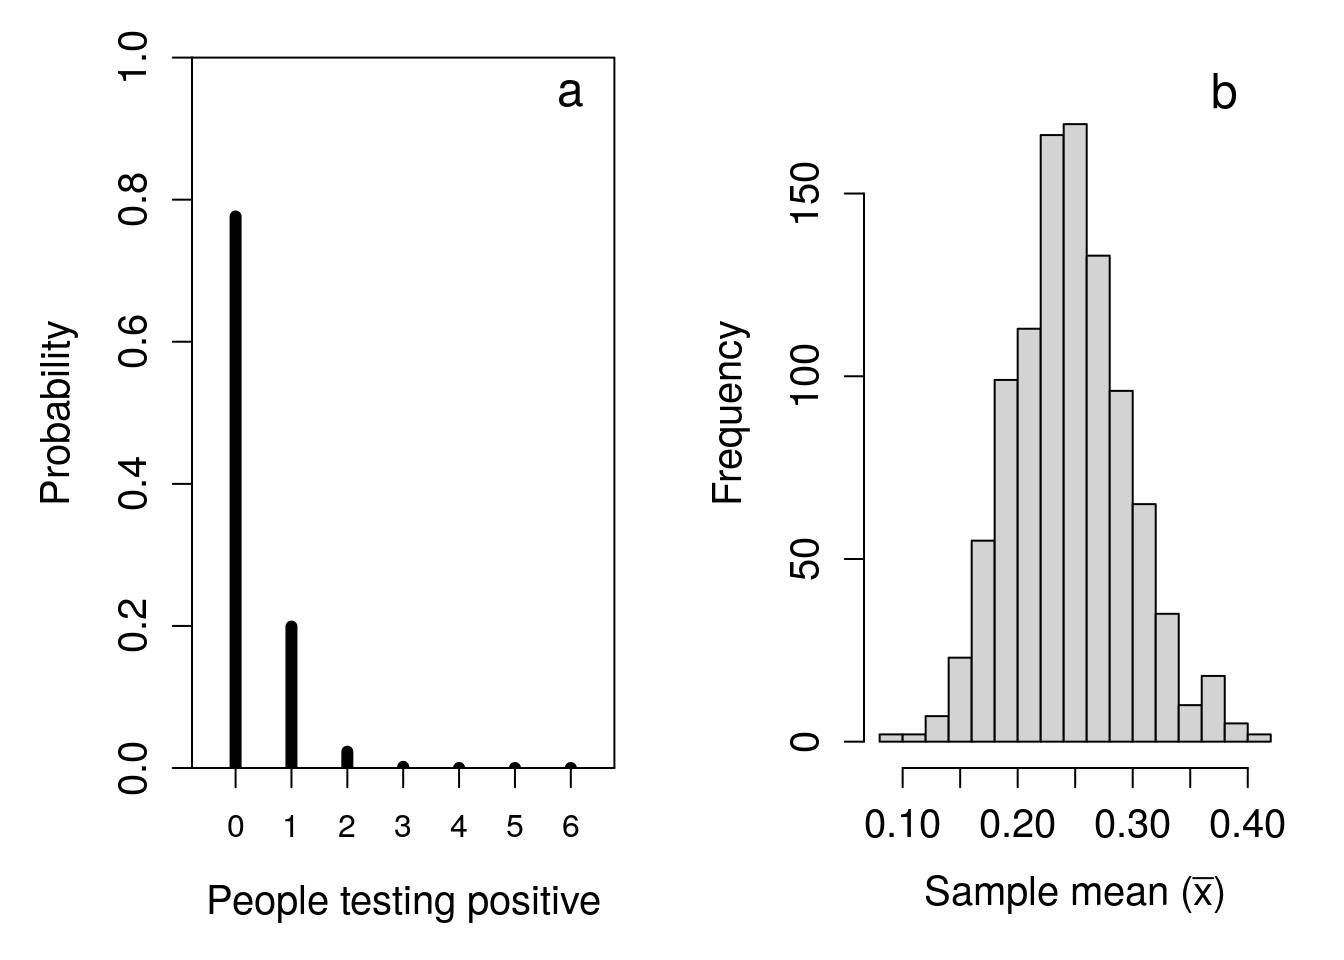 a
1.0
0.8
0.6
0.4
0.2
0.0
Probability
0 1 2 3 4 5 6
People testing positive
b
150
100
50
0
Frequency
0.10 0.20 0.30 0.40
Sample mean (x̅)